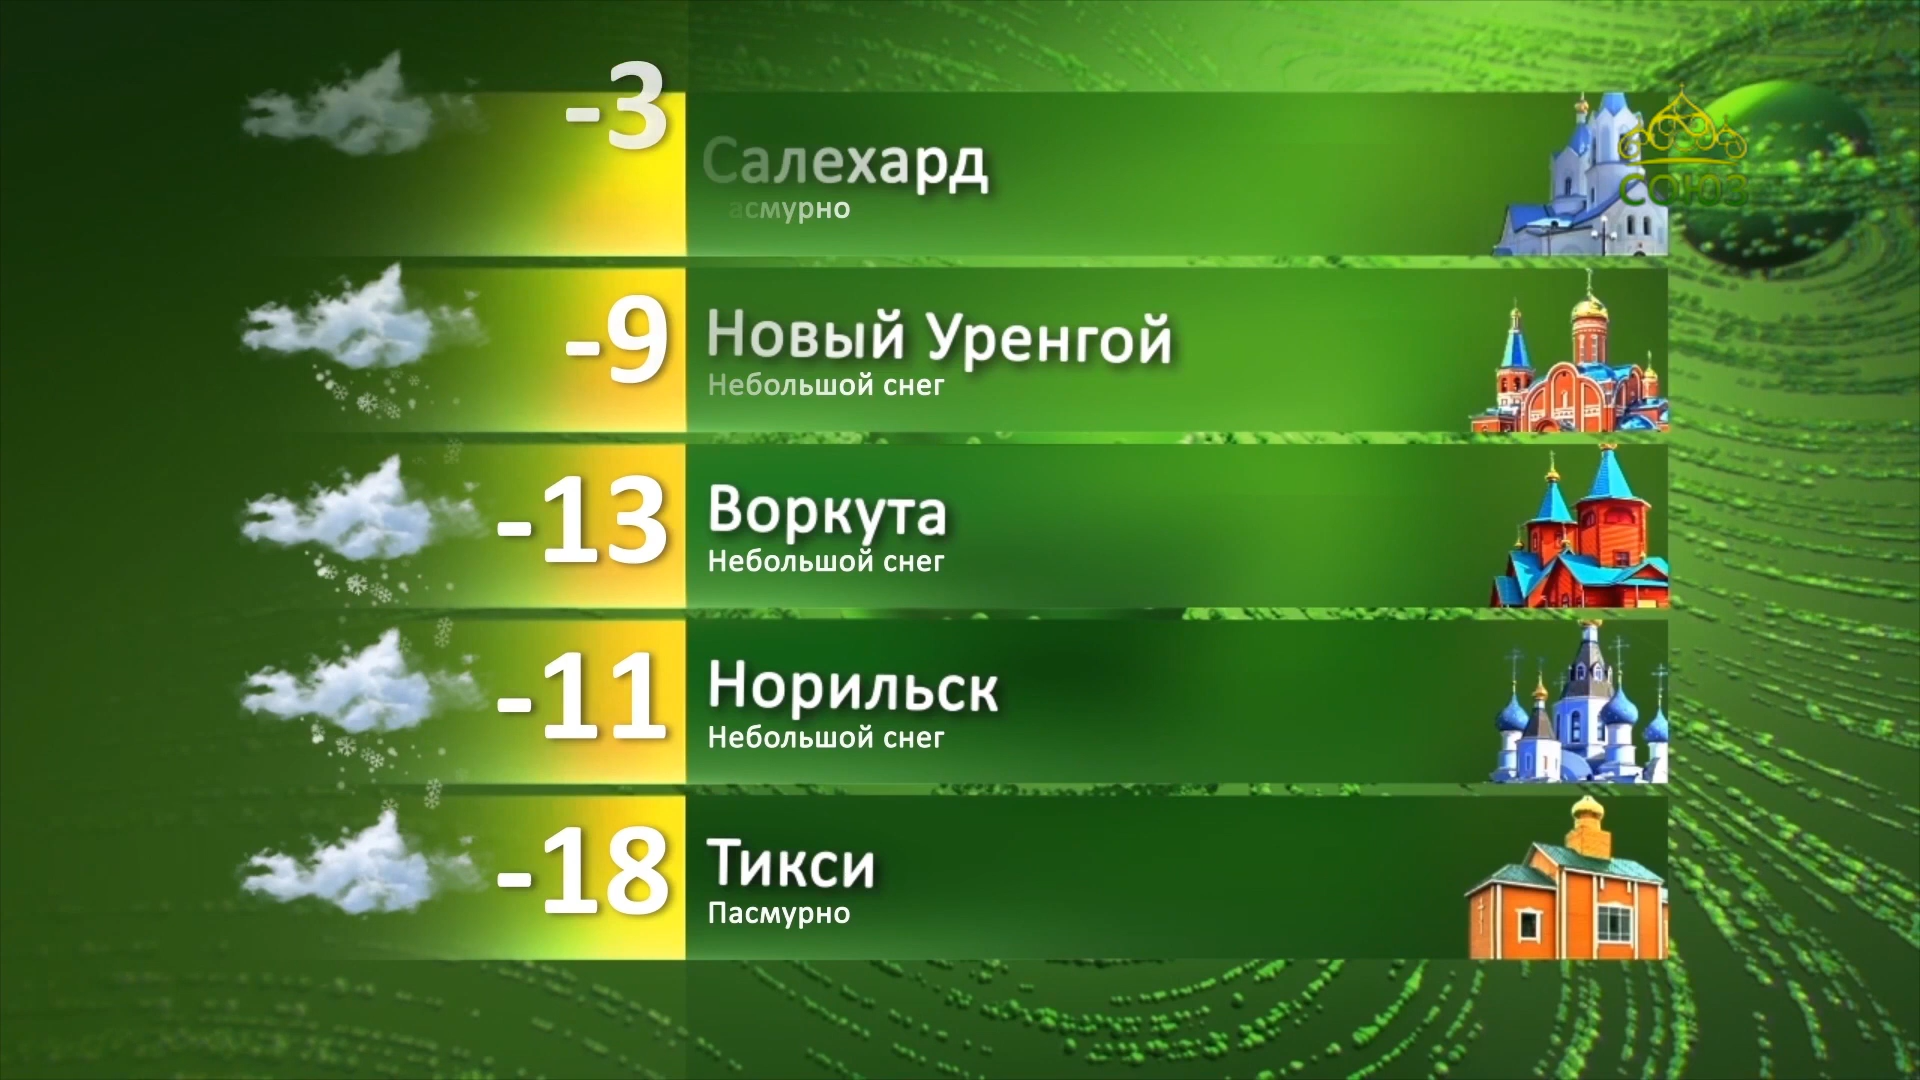 -3
Салехард
асмурно
СОЮЗ
-9
Новый Уренгой
Небольшой снег
-13
Воркута
Небольшой снег
-11
Норильск
Небольшой снег
-18
Тикси
Пасмурно